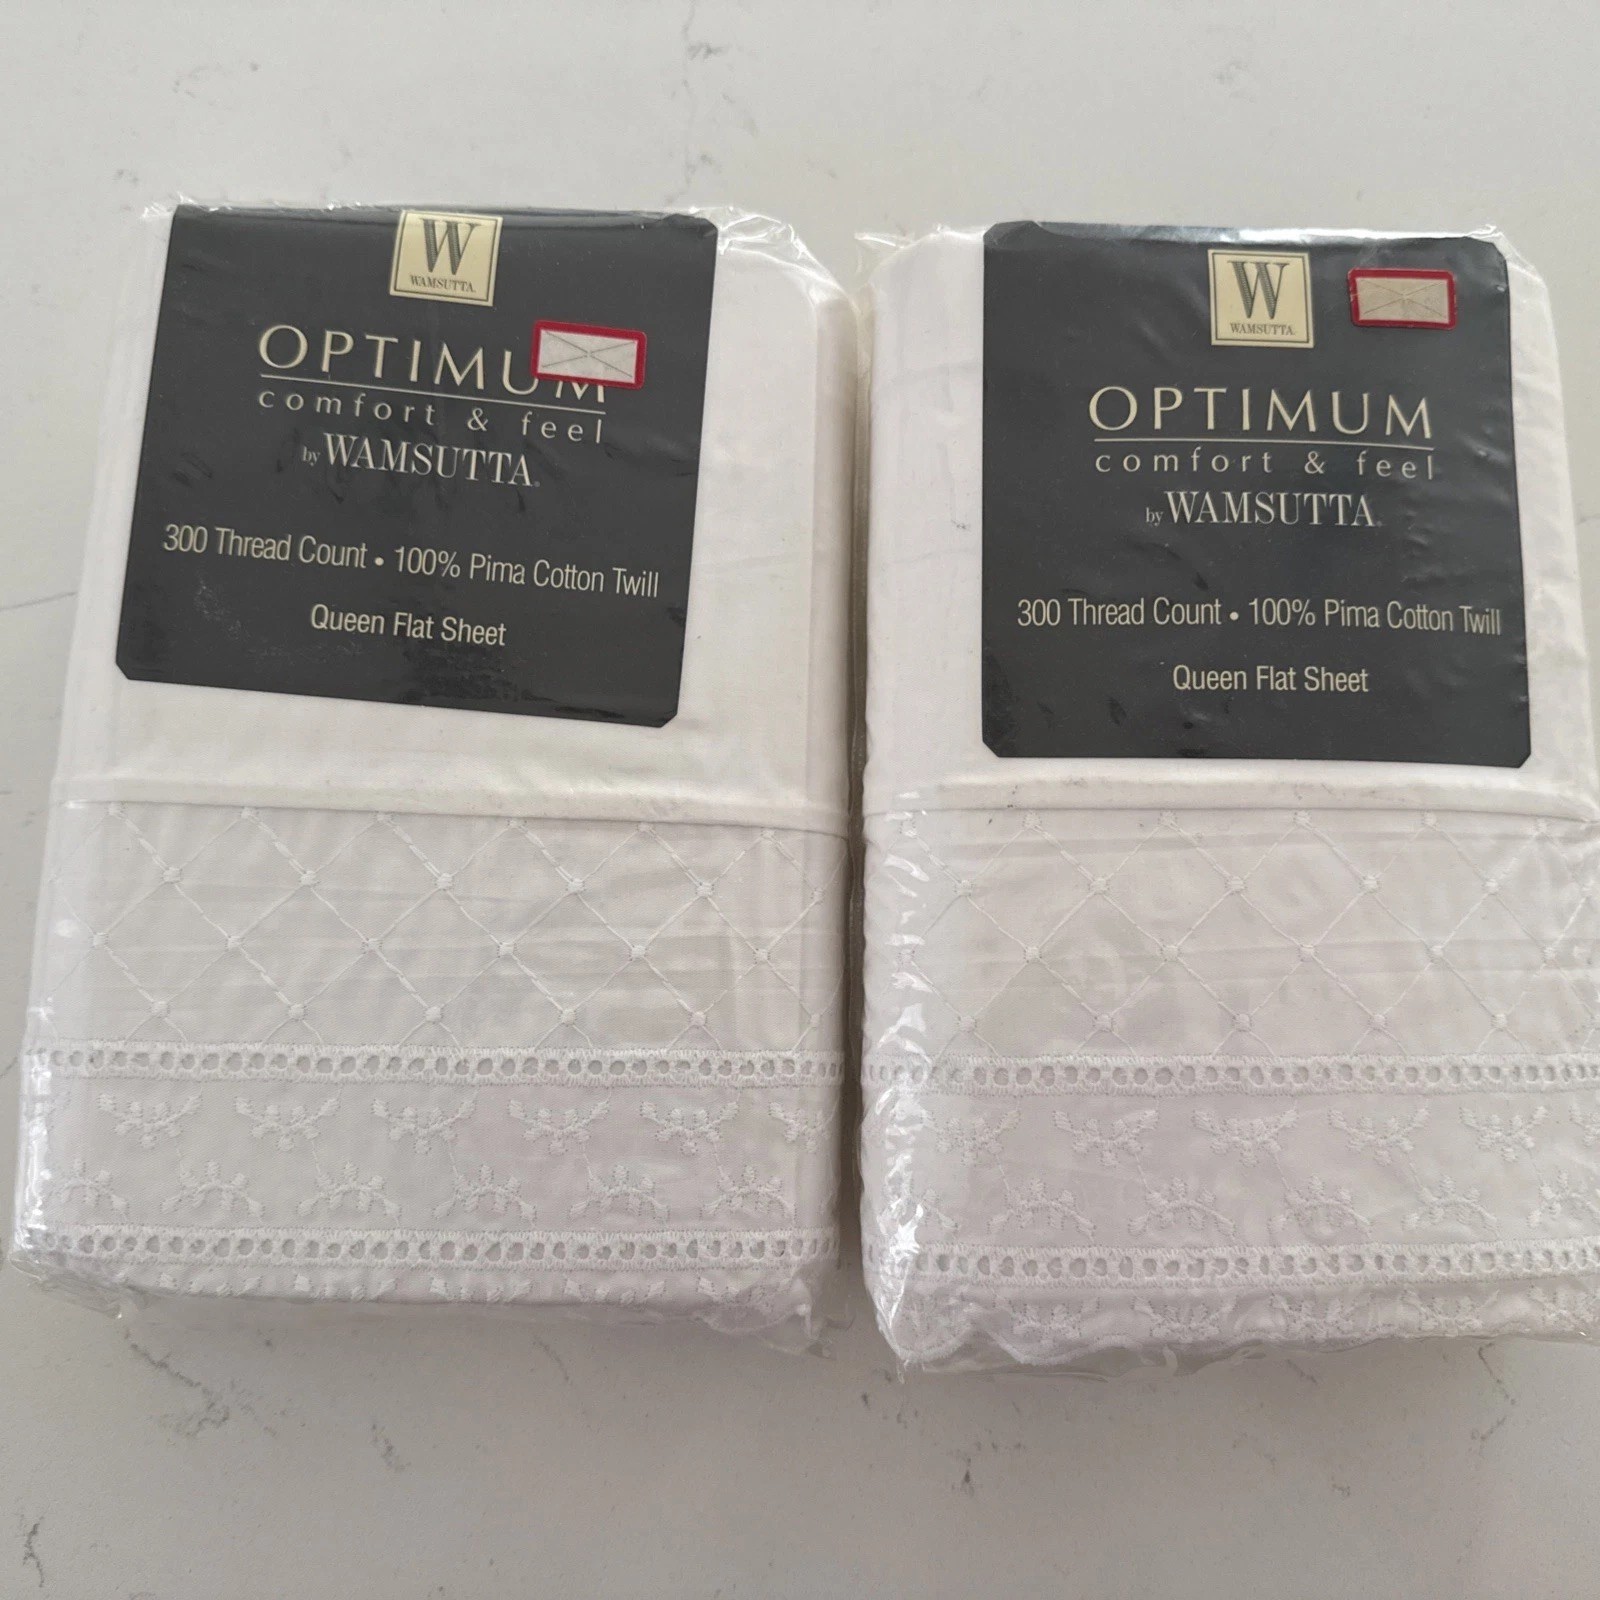 W
WAMSUTTA
OPTIMUM
comfort & feel
by WAMSUTTA®
300 Thread Count • 100% Pima Cotton Twill
Queen Flat Sheet
W
WAMSUTTA
OPTIMUM
comfort & feel
by WAMSUTTA®
300 Thread Count • 100% Pima Cotton Twill
Queen Flat Sheet